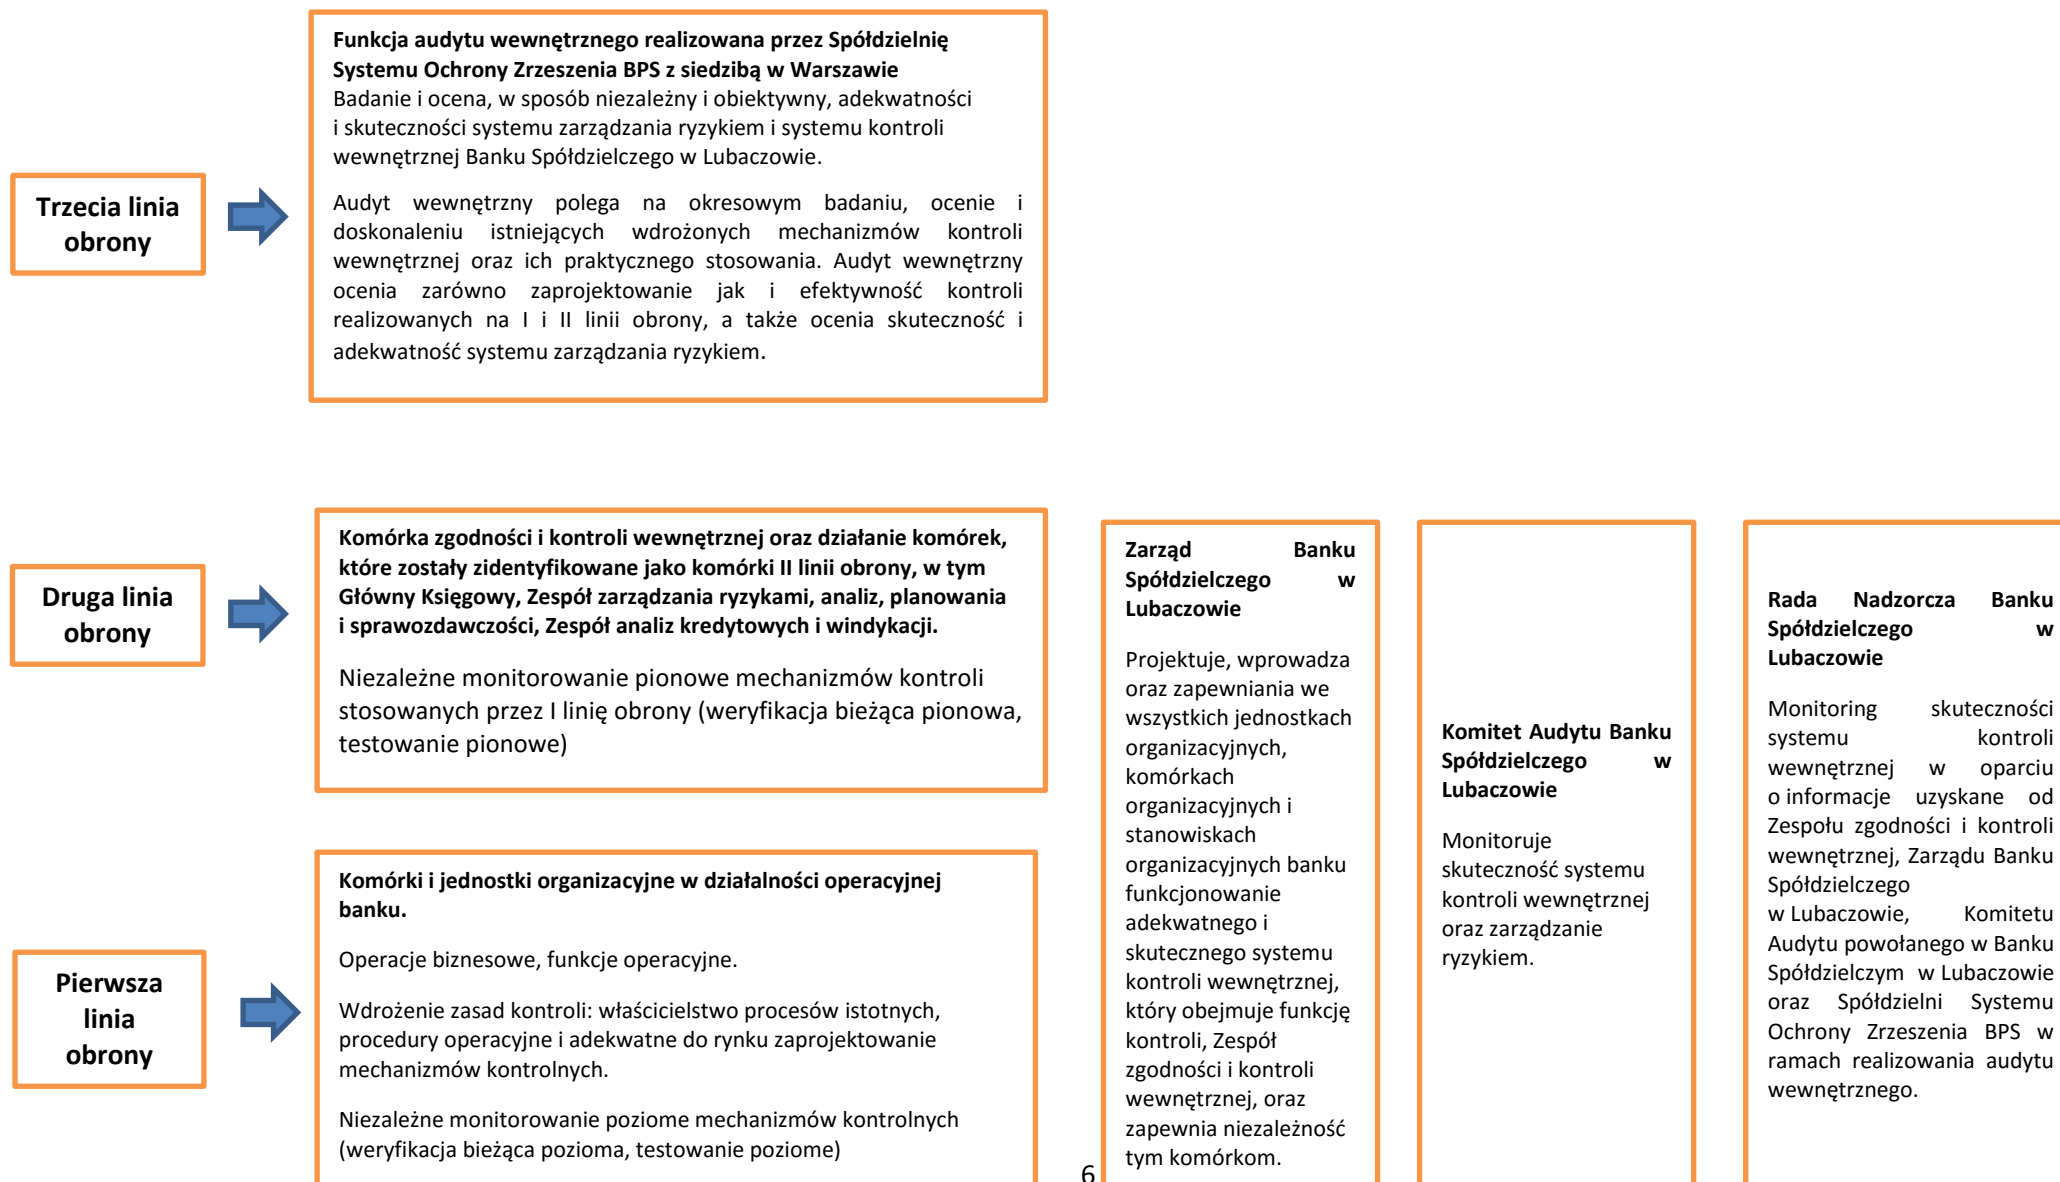 Trzecia linia
obrony
Funkcja audytu wewnętrznego realizowana przez Spółdzielnię
Systemu Ochrony Zrzeszenia BPS z siedzibą w Warszawie
Badanie i ocena, w sposób niezależny i obiektywny, adekwatności
i skuteczności systemu zarządzania ryzykiem i systemu kontroli
wewnętrznej Banku Spółdzielczego w Lubaczowie.
Audyt wewnętrzny polega na okresowym badaniu, ocenie i
doskonaleniu istniejących wdrożonych mechanizmów kontroli
wewnętrznej oraz ich praktycznego stosowania. Audyt wewnętrzny
ocenia zarówno zaprojektowanie jak i efektywność kontroli
realizowanych na I i II linii obrony, a także ocenia skuteczność i
adekwatność systemu zarządzania ryzykiem.
Druga linia
obrony
Komórka zgodności i kontroli wewnętrznej oraz działanie komórek,
które zostały zidentyfikowane jako komórki II linii obrony, w tym
Główny Księgowy, Zespół zarządzania ryzykami, analiz, planowania
i sprawozdawczości, Zespół analiz kredytowych i windykacji.
Niezależne monitorowanie pionowe mechanizmów kontroli
stosowanych przez I linię obrony (weryfikacja bieżąca pionowa,
testowanie pionowe)
Pierwsza
linia
obrony
Komórki i jednostki organizacyjne w działalności operacyjnej
banku.
Operacje biznesowe, funkcje operacyjne.
Wdrożenie zasad kontroli: właścicielstwo procesów istotnych,
procedury operacyjne i adekwatne do rynku zaprojektowanie
mechanizmów kontrolnych.
Niezależne monitorowanie poziome mechanizmów kontrolnych
(weryfikacja bieżąca pozioma, testowanie poziome)
Zarząd Banku
Spółdzielczego w
Lubaczowie
Projektuje, wprowadza
oraz zapewniania we
wszystkich jednostkach
organizacyjnych,
komórkach
organizacyjnych i
stanowiskach
organizacyjnych banku
funkcjonowanie
adekwatnego i
skutecznego systemu
kontroli wewnętrznej,
który obejmuje funkcję
kontroli, Zespół
zgodności i kontroli
wewnętrznej, oraz
zapewnia niezależność
tym komórkom.
Komitet Audytu Banku
Spółdzielczego w
Lubaczowie
Monitoruje
skuteczność systemu
kontroli wewnętrznej
oraz zarządzanie
ryzykiem.
Rada Nadzorcza Banku
Spółdzielczego w
Lubaczowie
Monitoring skuteczności
systemu kontroli
wewnętrznej w oparciu
o informacje uzyskane od
Zespołu zgodności i kontroli
wewnętrznej, Zarządu Banku
Spółdzielczego
w Lubaczowie, Komitetu
Audytu powołanego w Banku
Spółdzielczym w Lubaczowie
oraz Spółdzielni Systemu
Ochrony Zrzeszenia BPS w
ramach realizowania audytu
wewnętrznego.
6